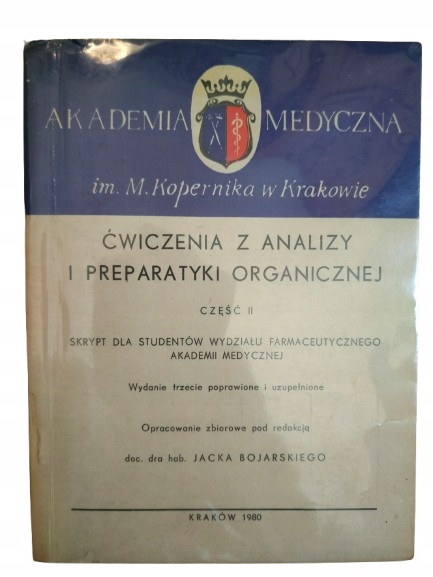 AKADEMIA MEDYCZNA
im. M. Kopernika w Krakowie
ĆWICZENIA Z ANALIZY
I PREPARATYKI ORGANICZNEJ
CZĘŚĆ II
SKRYPT DLA STUDENTÓW WYDZIAŁU FARMACEUTYCZNEGO
AKADEMII MEDYCZNEJ
Wydanie trzecie poprawione i uzupełnione
Opracowanie zbiorowe pod redakcją
doc. dra hab. JACKA BOJARSKIEGO
KRAKÓW 1980